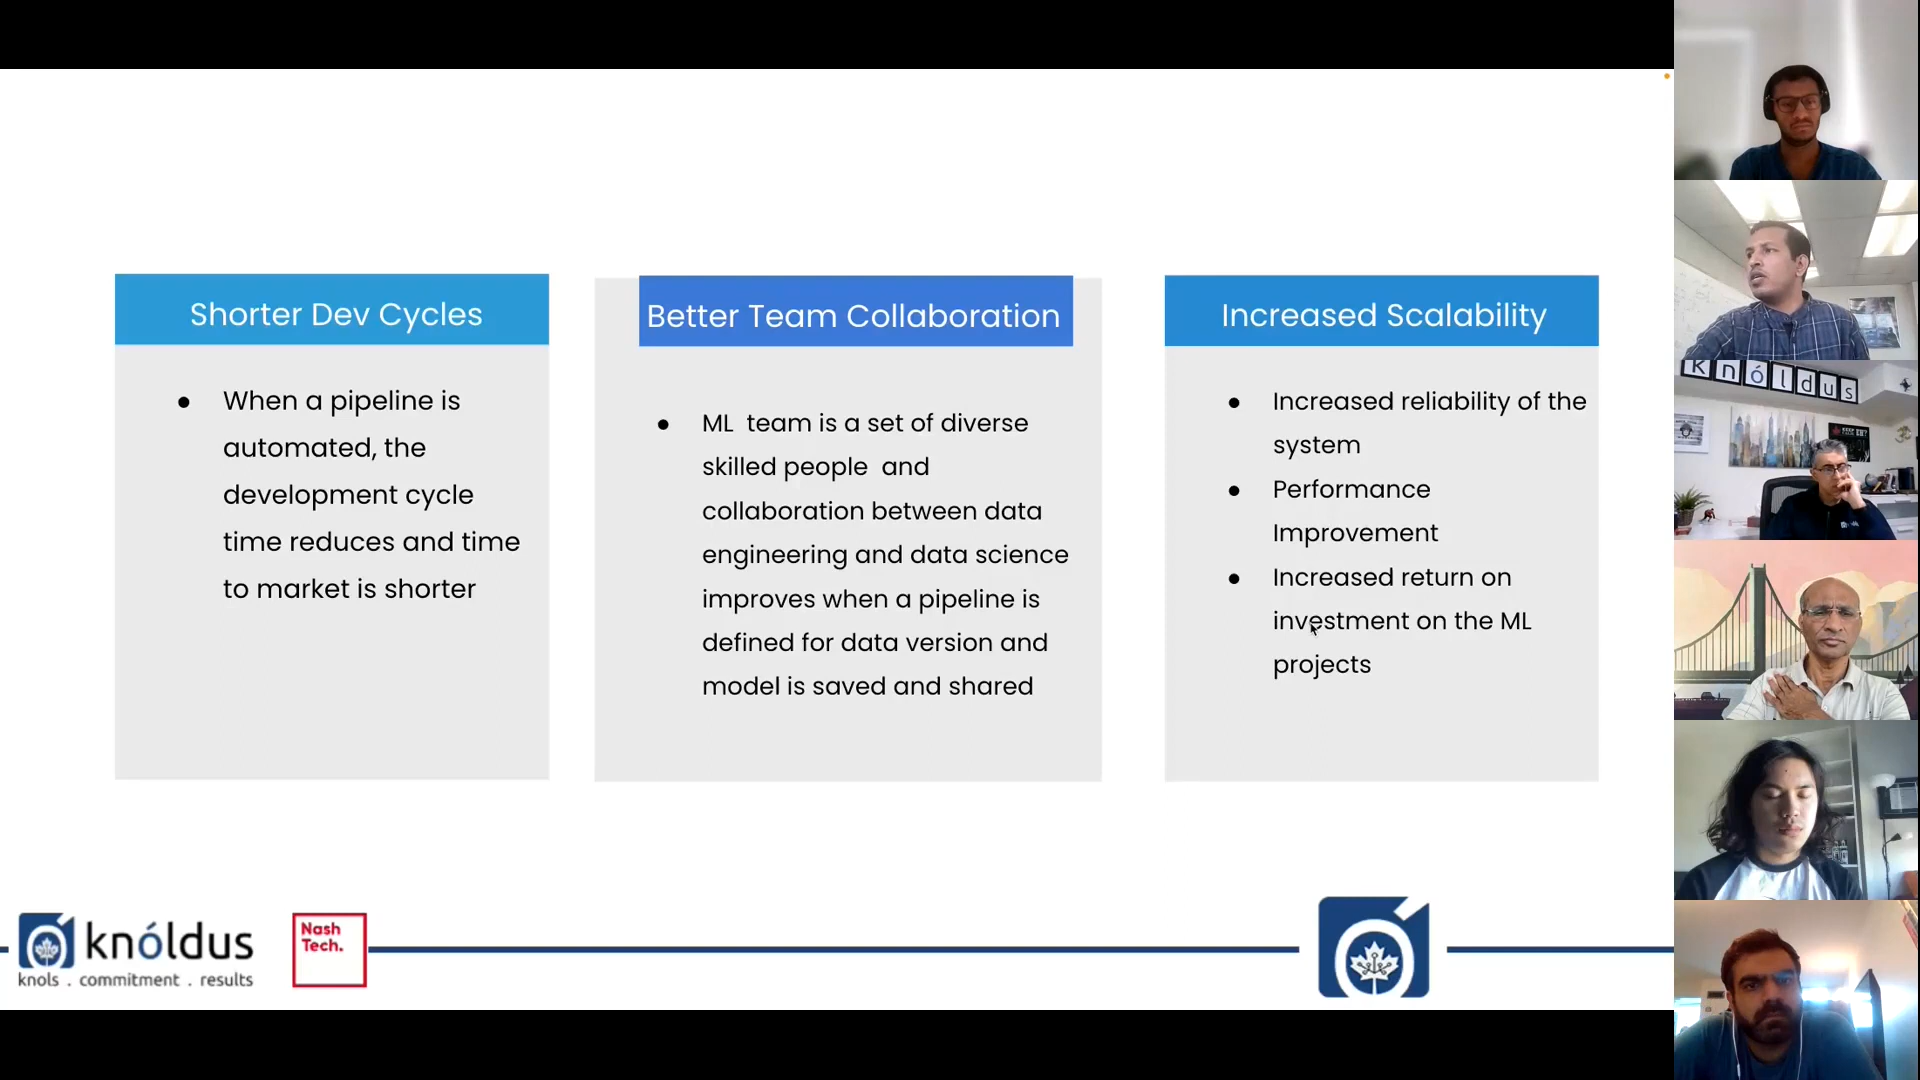 Shorter Dev Cycles
● When a pipeline is
automated, the
development cycle
time reduces and time
to market is shorter
Better Team Collaboration
● ML team is a set of diverse
skilled people and
collaboration between data
engineering and data science
improves when a pipeline is
defined for data version and
model is saved and shared
Increased Scalability
● Increased reliability of the
system
● Performance
Improvement
● Increased return on
investment on the ML
projects
knóldus
knols . commitment . results
Nash
Tech.
knóldus